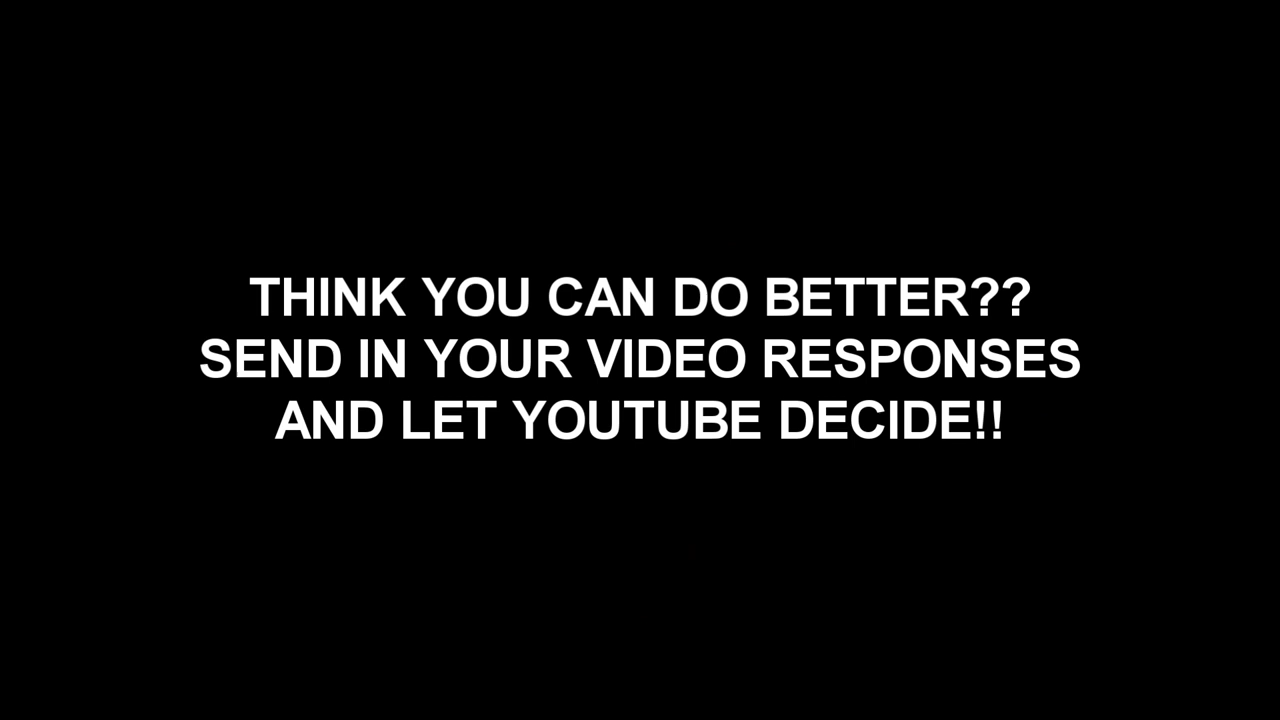 THINK YOU CAN DO BETTER??
SEND IN YOUR VIDEO RESPONSES
AND LET YOUTUBE DECIDE!!